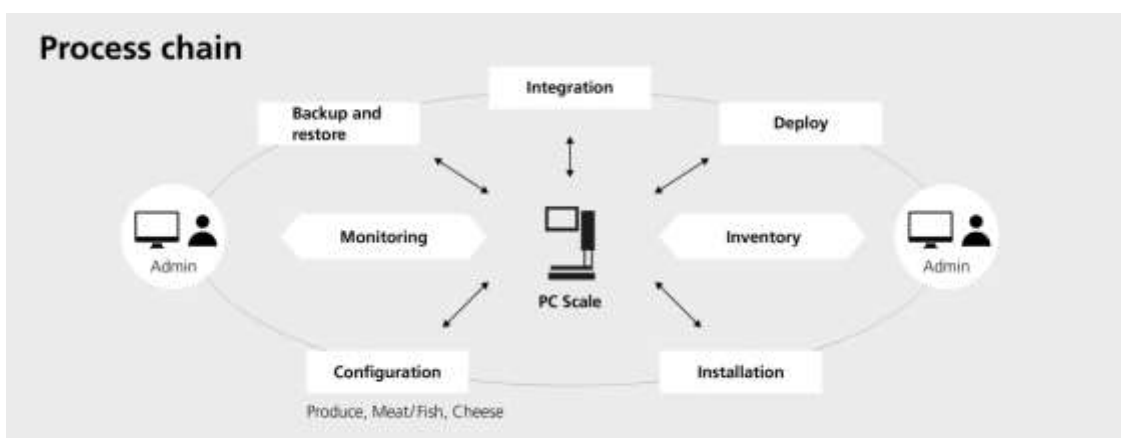 Process chain
Integration
Backup and
restore
Deploy
Admin
Monitoring
PC Scale
Inventory
Admin
Configuration
Produce, Meat/Fish, Cheese
Installation